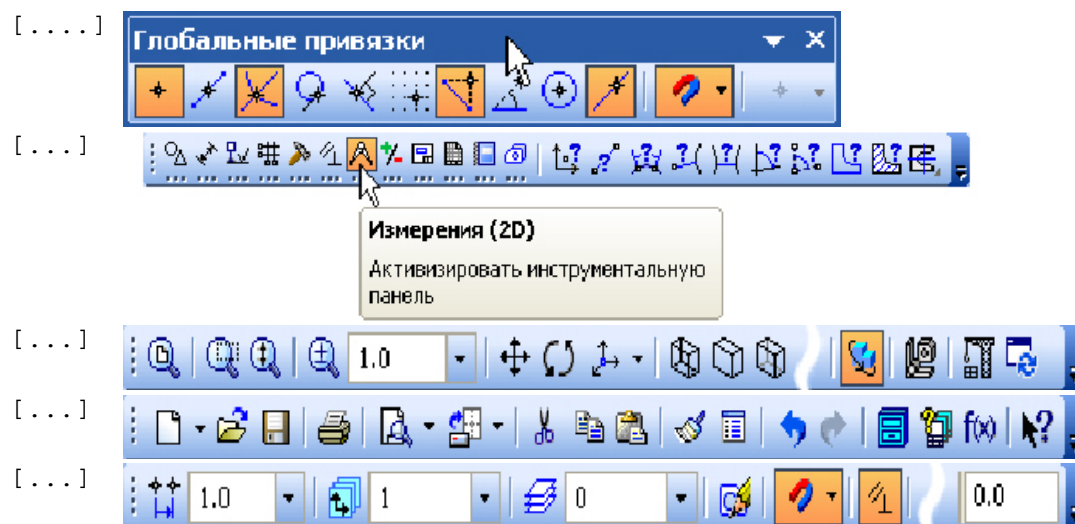 [....]
Глобальные привязки
[...]
Измерения (2D)
Активизировать инструментальную
панель
[...]
1.0
[...]
f(x)
[...]
1.0
1
0
0.0